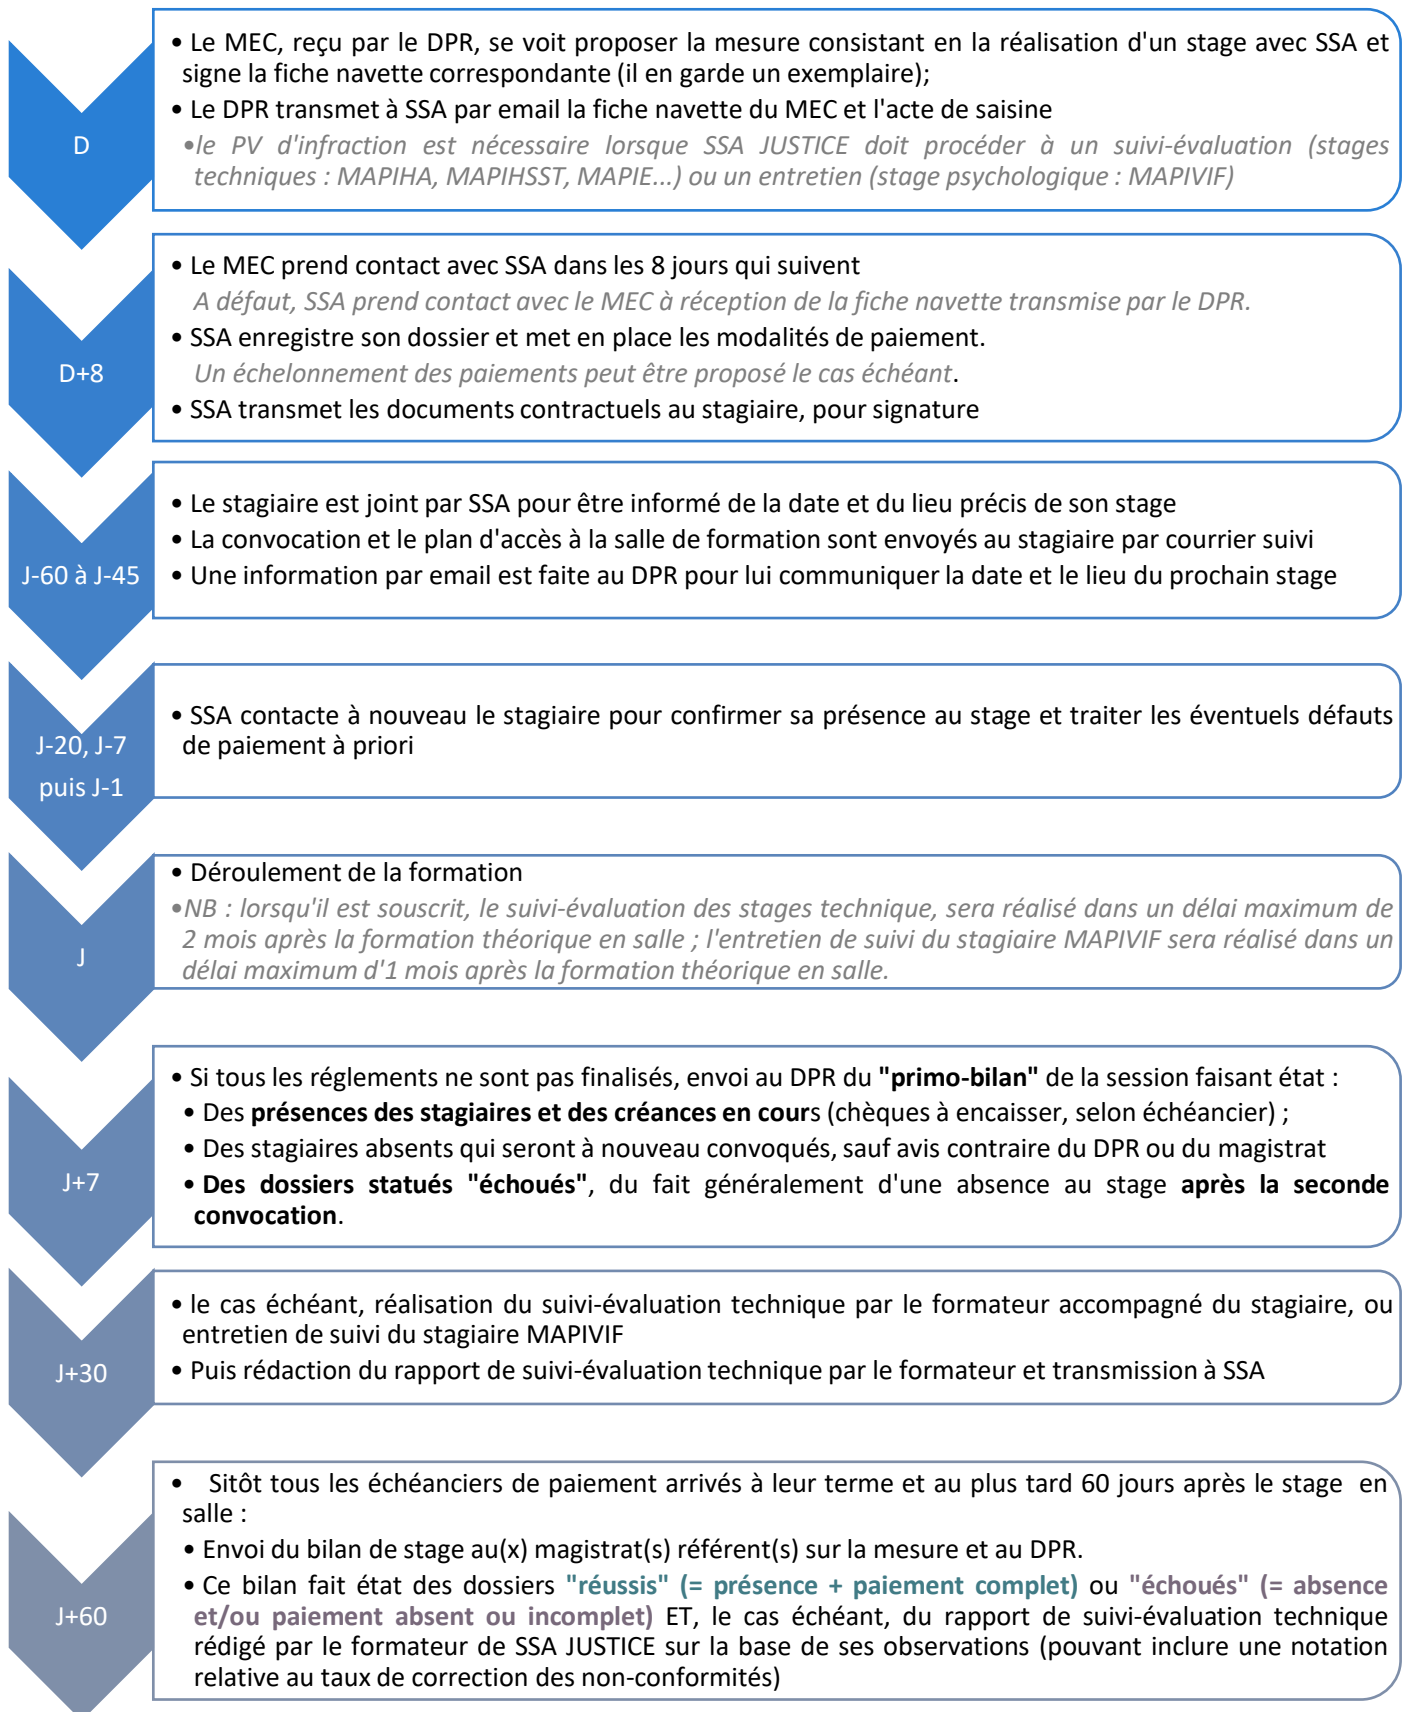 D
• Le MEC, reçu par le DPR, se voit proposer la mesure consistant en la réalisation d'un stage avec SSA et
signe la fiche navette correspondante (il en garde un exemplaire);
• Le DPR transmet à SSA par email la fiche navette du MEC et l'acte de saisine
•le PV d'infraction est nécessaire lorsque SSA JUSTICE doit procéder à un suivi-évaluation (stages
techniques : MAPIHA, MAPIHSST, MAPIE...) ou un entretien (stage psychologique : MAPIVIF)
D+8
• Le MEC prend contact avec SSA dans les 8 jours qui suivent
A défaut, SSA prend contact avec le MEC à réception de la fiche navette transmise par le DPR.
• SSA enregistre son dossier et met en place les modalités de paiement.
Un échelonnement des paiements peut être proposé le cas échéant.
• SSA transmet les documents contractuels au stagiaire, pour signature
J-60 à J-45
• Le stagiaire est joint par SSA pour être informé de la date et du lieu précis de son stage
• La convocation et le plan d'accès à la salle de formation sont envoyés au stagiaire par courrier suivi
• Une information par email est faite au DPR pour lui communiquer la date et le lieu du prochain stage
J-20, J-7
puis J-1
• SSA contacte à nouveau le stagiaire pour confirmer sa présence au stage et traiter les éventuels défauts
de paiement à priori
J
• Déroulement de la formation
•NB : lorsqu'il est souscrit, le suivi-évaluation des stages technique, sera réalisé dans un délai maximum de
2 mois après la formation théorique en salle ; l'entretien de suivi du stagiaire MAPIVIF sera réalisé dans un
délai maximum d'1 mois après la formation théorique en salle.
J+7
• Si tous les réglements ne sont pas finalisés, envoi au DPR du "primo-bilan" de la session faisant état :
• Des présences des stagiaires et des créances en cours (chèques à encaisser, selon échéancier) ;
• Des stagiaires absents qui seront à nouveau convoqués, sauf avis contraire du DPR ou du magistrat
• Des dossiers statués "échoués", du fait généralement d'une absence au stage après la seconde
convocation.
J+30
• le cas échéant, réalisation du suivi-évaluation technique par le formateur accompagné du stagiaire, ou
entretien de suivi du stagiaire MAPIVIF
• Puis rédaction du rapport de suivi-évaluation technique par le formateur et transmission à SSA
J+60
• Sitôt tous les échéanciers de paiement arrivés à leur terme et au plus tard 60 jours après le stage en
salle :
• Envoi du bilan de stage au(x) magistrat(s) référent(s) sur la mesure et au DPR.
• Ce bilan fait état des dossiers "réussis" (= présence + paiement complet) ou "échoués" (= absence
et/ou paiement absent ou incomplet) ET, le cas échéant, du rapport de suivi-évaluation technique
rédigé par le formateur de SSA JUSTICE sur la base de ses observations (pouvant inclure une notation
relative au taux de correction des non-conformités)